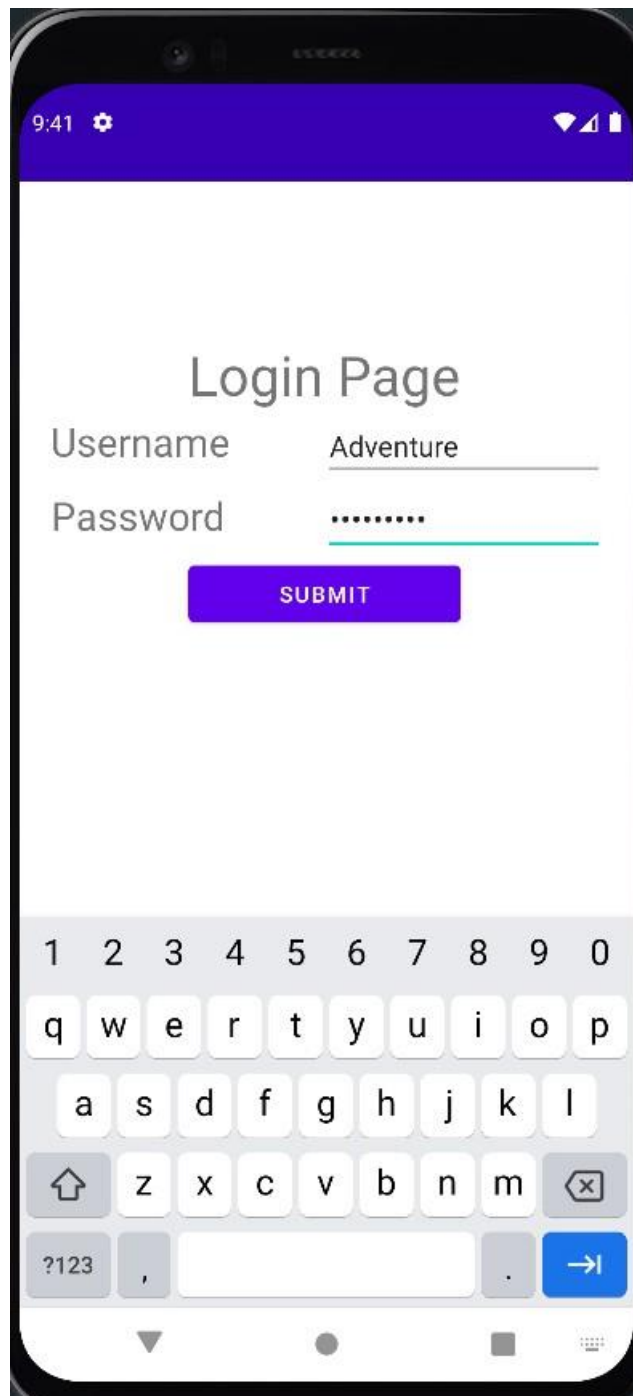 9:41
Login Page
Username Adventure
Password •••••••••
SUBMIT
1 2 3 4 5 6 7 8 9 0
q w e r t y u i o p
a s d f g h j k l
z x c v b n m
?123 , .